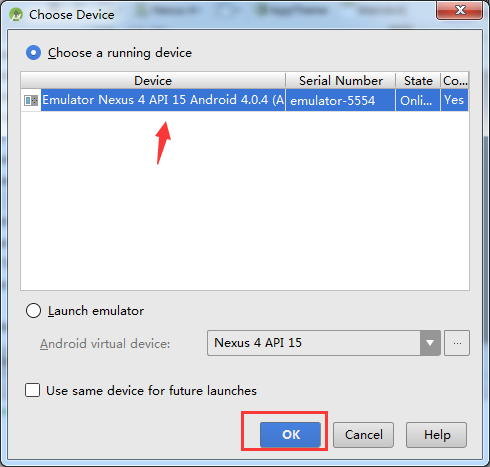 Choose Device
Choose a running device
Device Serial Number State Co...
Emulator Nexus 4 API 15 Android 4.0.4 (A emulator-5554 Onli... Yes
Launch emulator
Android virtual device: Nexus 4 API 15 ...
Use same device for future launches
OK Cancel Help